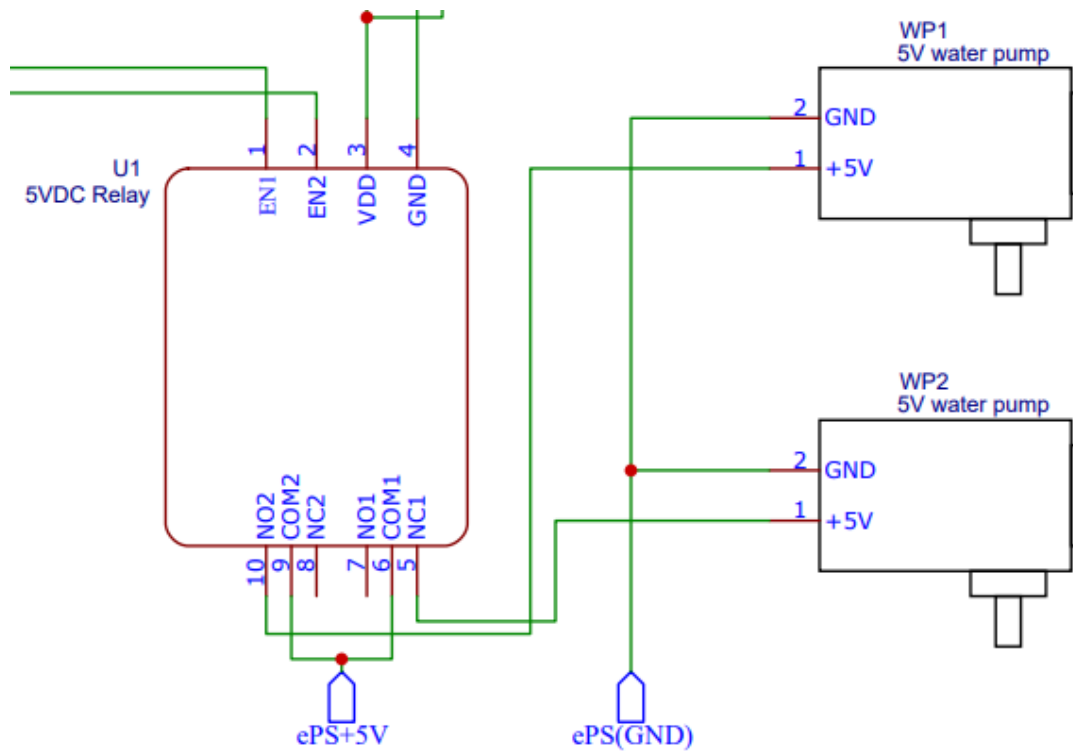 WP1
5V water pump
2
GND
1
+5V
U1
5VDC Relay
1
2
3
4
EN1
EN2
VDD
GND
WP2
5V water pump
2
GND
1
+5V
NO2
COM2
NC2
NO1
COM1
NC1
10
9
8
7
6
5
ePS+5V
ePS(GND)